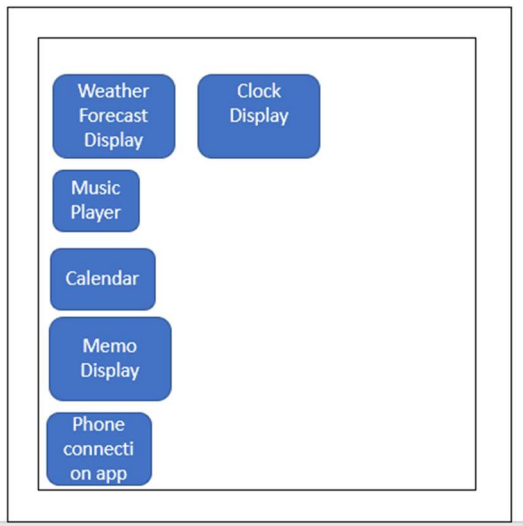 Weather
Forecast
Display
Clock
Display
Music
Player
Calendar
Memo
Display
Phone
connecti
on app